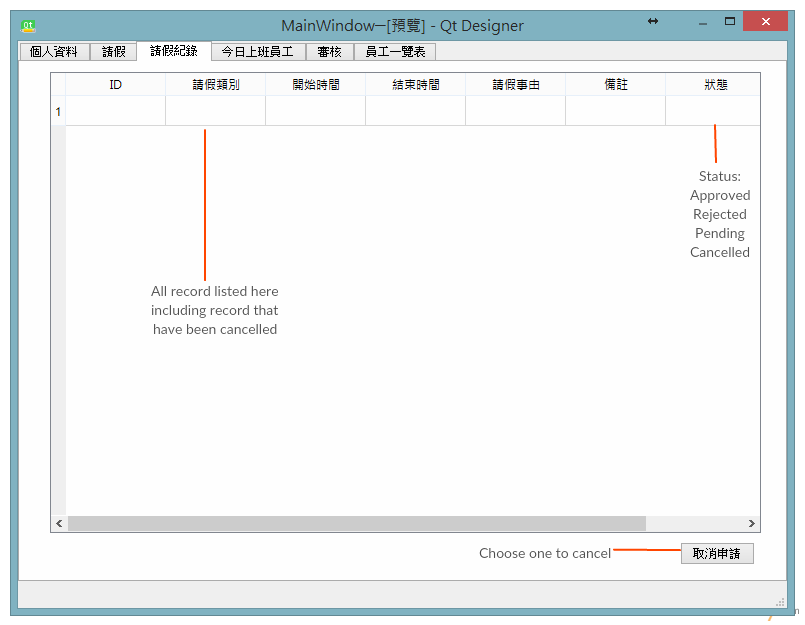 MainWindow—[預覽] - Qt Designer
個人資料 請假 請假紀錄 今日上班員工 審核 員工一覽表
ID 請假類別 開始時間 結束時間 請假事由 備註 狀態
1
Status:
Approved
Rejected
Pending
Cancelled
All record listed here
including record that
have been cancelled
Choose one to cancel 取消申請